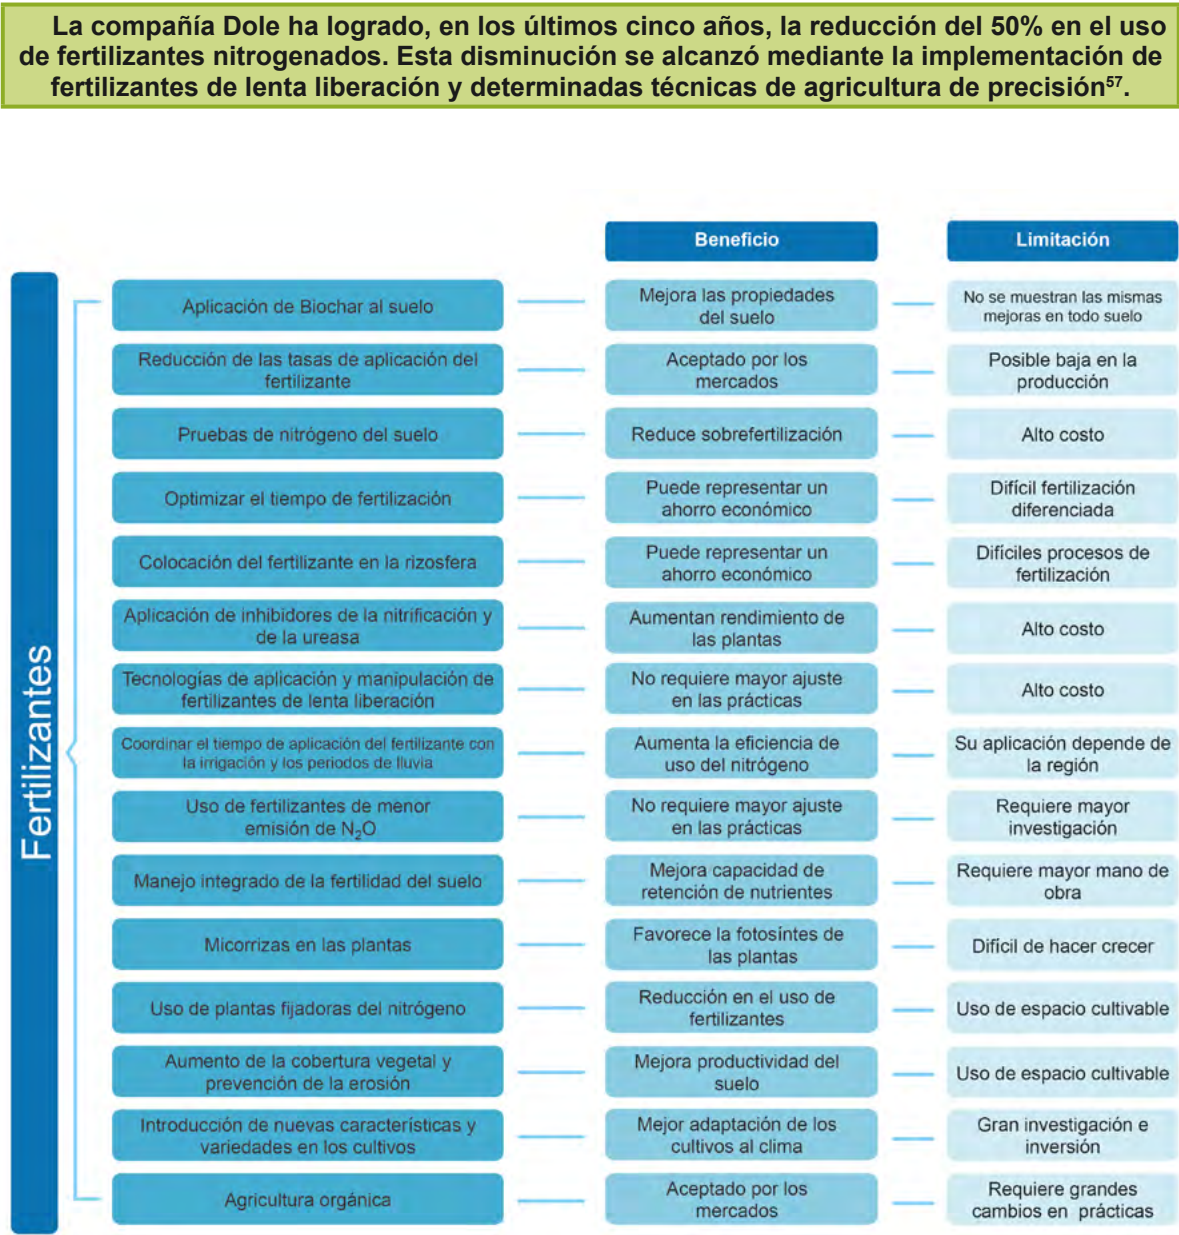 La compañía Dole ha logrado, en los últimos cinco años, la reducción del 50% en el uso
de fertilizantes nitrogenados. Esta disminución se alcanzó mediante la implementación de
fertilizantes de lenta liberación y determinadas técnicas de agricultura de precisión⁵⁷.
Beneficio
Limitación
Fertilizantes
Aplicación de Biochar al suelo
Mejora las propiedades
del suelo
No se muestran las mismas
mejoras en todo suelo
Reducción de las tasas de aplicación del
fertilizante
Aceptado por los
mercados
Posible baja en la
producción
Pruebas de nitrógeno del suelo
Reduce sobrefertilización
Alto costo
Optimizar el tiempo de fertilización
Puede representar un
ahorro económico
Difícil fertilización
diferenciada
Colocación del fertilizante en la rizosfera
Puede representar un
ahorro económico
Difíciles procesos de
fertilización
Aplicación de inhibidores de la nitrificación y
de la ureasa
Aumentan rendimiento de
las plantas
Alto costo
Tecnologías de aplicación y manipulación de
fertilizantes de lenta liberación
No requiere mayor ajuste
en las prácticas
Alto costo
Coordinar el tiempo de aplicación del fertilizante con
la irrigación y los periodos de lluvia
Aumenta la eficiencia de
uso del nitrógeno
Su aplicación depende de
la región
Uso de fertilizantes de menor
emisión de N₂O
No requiere mayor ajuste
en las prácticas
Requiere mayor
investigación
Manejo integrado de la fertilidad del suelo
Mejora capacidad de
retención de nutrientes
Requiere mayor mano de
obra
Micorrizas en las plantas
Favorece la fotosíntes de
las plantas
Difícil de hacer crecer
Uso de plantas fijadoras del nitrógeno
Reducción en el uso de
fertilizantes
Uso de espacio cultivable
Aumento de la cobertura vegetal y
prevención de la erosión
Mejora productividad del
suelo
Uso de espacio cultivable
Introducción de nuevas características y
variedades en los cultivos
Mejor adaptación de los
cultivos al clima
Gran investigación e
inversión
Agricultura orgánica
Aceptado por los
mercados
Requiere grandes
cambios en prácticas